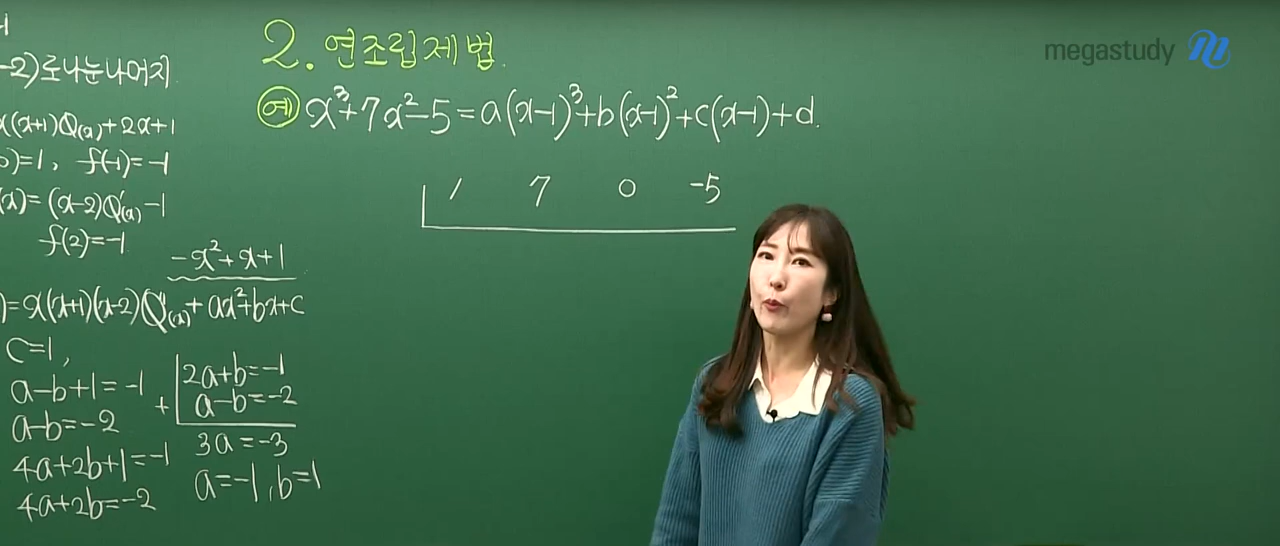 -2)로 나눈 나머지
x(x+1)Q(x)+2x+1
)=1, f(-1)=-1
(x)=(x-2)Q'(x)-1
f(2)=-1
-x²+x+1
)=x(x+1)(x-2)Q''(x)+ax²+bx+c
c=1,
a-b+1=-1
a-b=-2
4a+2b+1=-1
4a+2b=-2
2a+b=-1
+ a-b=-2
3a=-3
a=-1, b=1
2. 연조립제법
예 x³+7x²-5=a(x-1)³+b(x-1)²+c(x-1)+d.
1 7 0 -5
megastudy